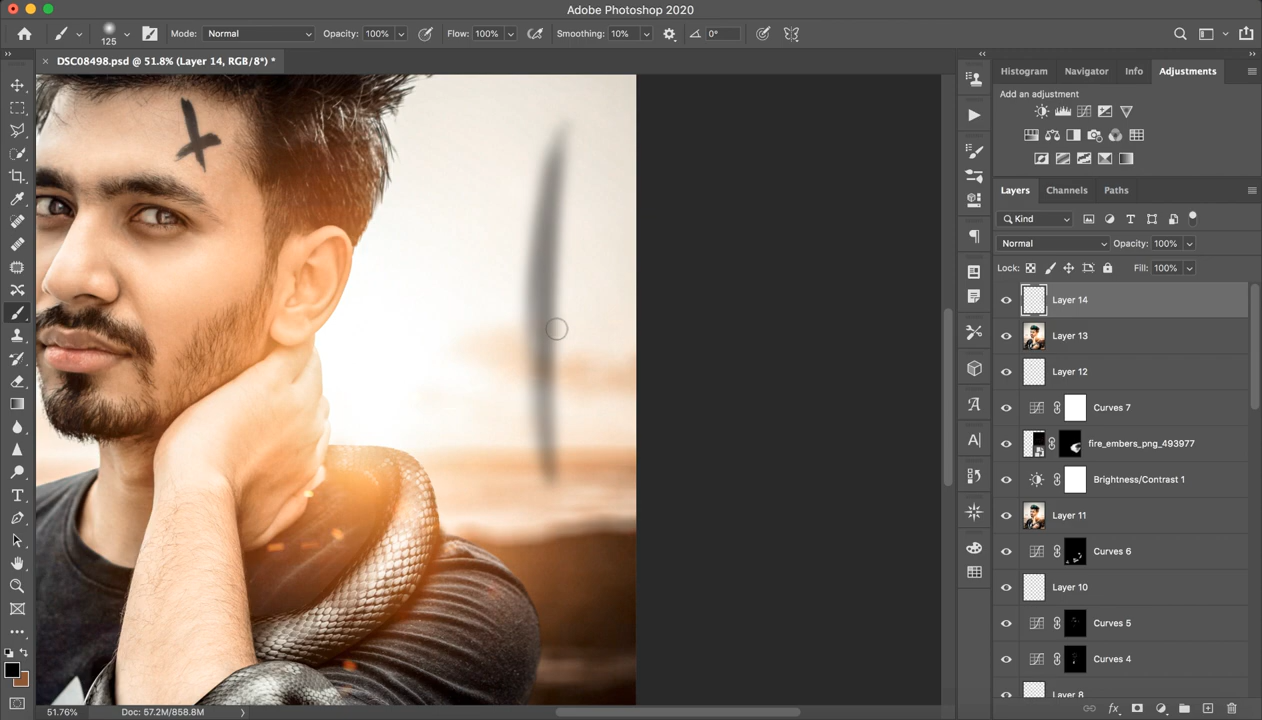 Adobe Photoshop 2020
125 Mode: Normal Opacity: 100% Flow: 100% Smoothing: 10% 0°
× DSC08498.psd @ 51.8% (Layer 14, RGB/8*) *
Histogram Navigator Info Adjustments
Add an adjustment
Layers Channels Paths
Kind
Normal Opacity: 100%
Lock: Fill: 100%
Layer 14
Layer 13
Layer 12
Curves 7
fire_embers_png_493977
Brightness/Contrast 1
Layer 11
Curves 6
Layer 10
Curves 5
Curves 4
Layer 8
51.76% Doc: 57.2M/858.8M